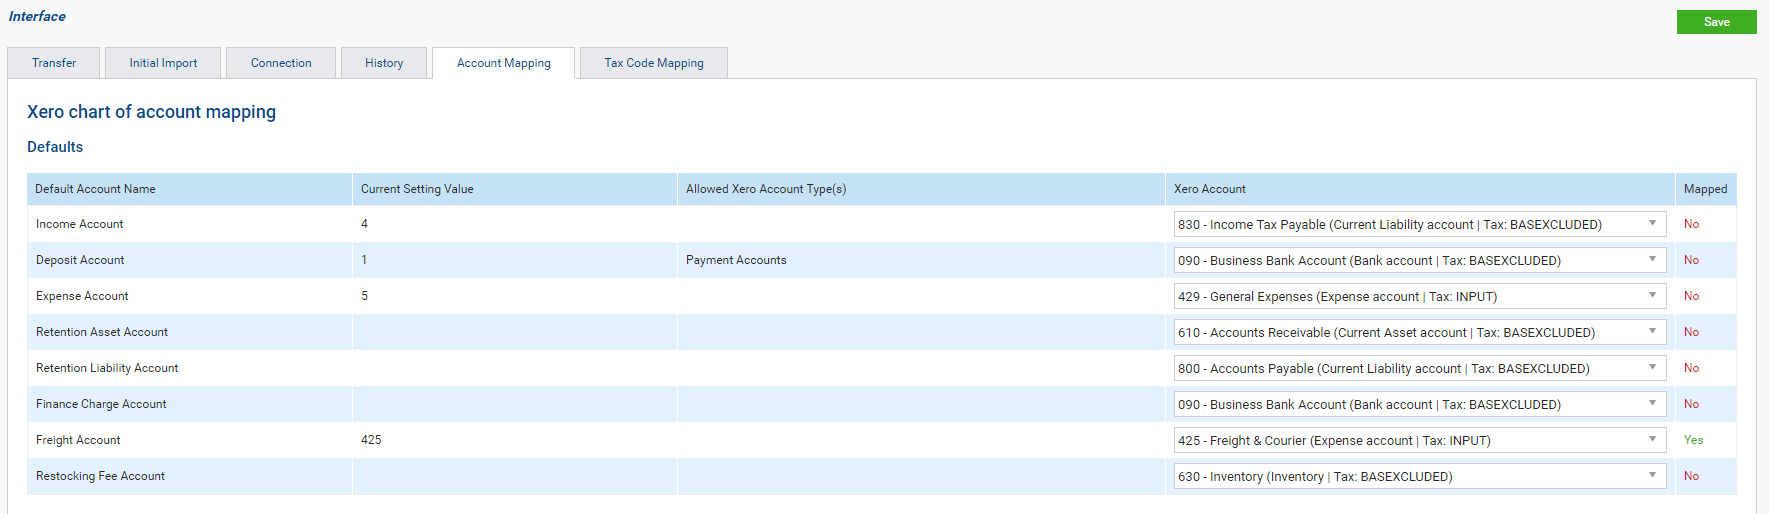 Interface
Save
Transfer Initial Import Connection History Account Mapping Tax Code Mapping
Xero chart of account mapping
Defaults
Default Account Name Current Setting Value Allowed Xero Account Type(s) Xero Account Mapped
Income Account 4 830 - Income Tax Payable (Current Liability account | Tax: BASEXCLUDED) No
Deposit Account 1 Payment Accounts 090 - Business Bank Account (Bank account | Tax: BASEXCLUDED) No
Expense Account 5 429 - General Expenses (Expense account | Tax: INPUT) No
Retention Asset Account 610 - Accounts Receivable (Current Asset account | Tax: BASEXCLUDED) No
Retention Liability Account 800 - Accounts Payable (Current Liability account | Tax: BASEXCLUDED) No
Finance Charge Account 090 - Business Bank Account (Bank account | Tax: BASEXCLUDED) No
Freight Account 425 425 - Freight & Courier (Expense account | Tax: INPUT) Yes
Restocking Fee Account 630 - Inventory (Inventory | Tax: BASEXCLUDED) No